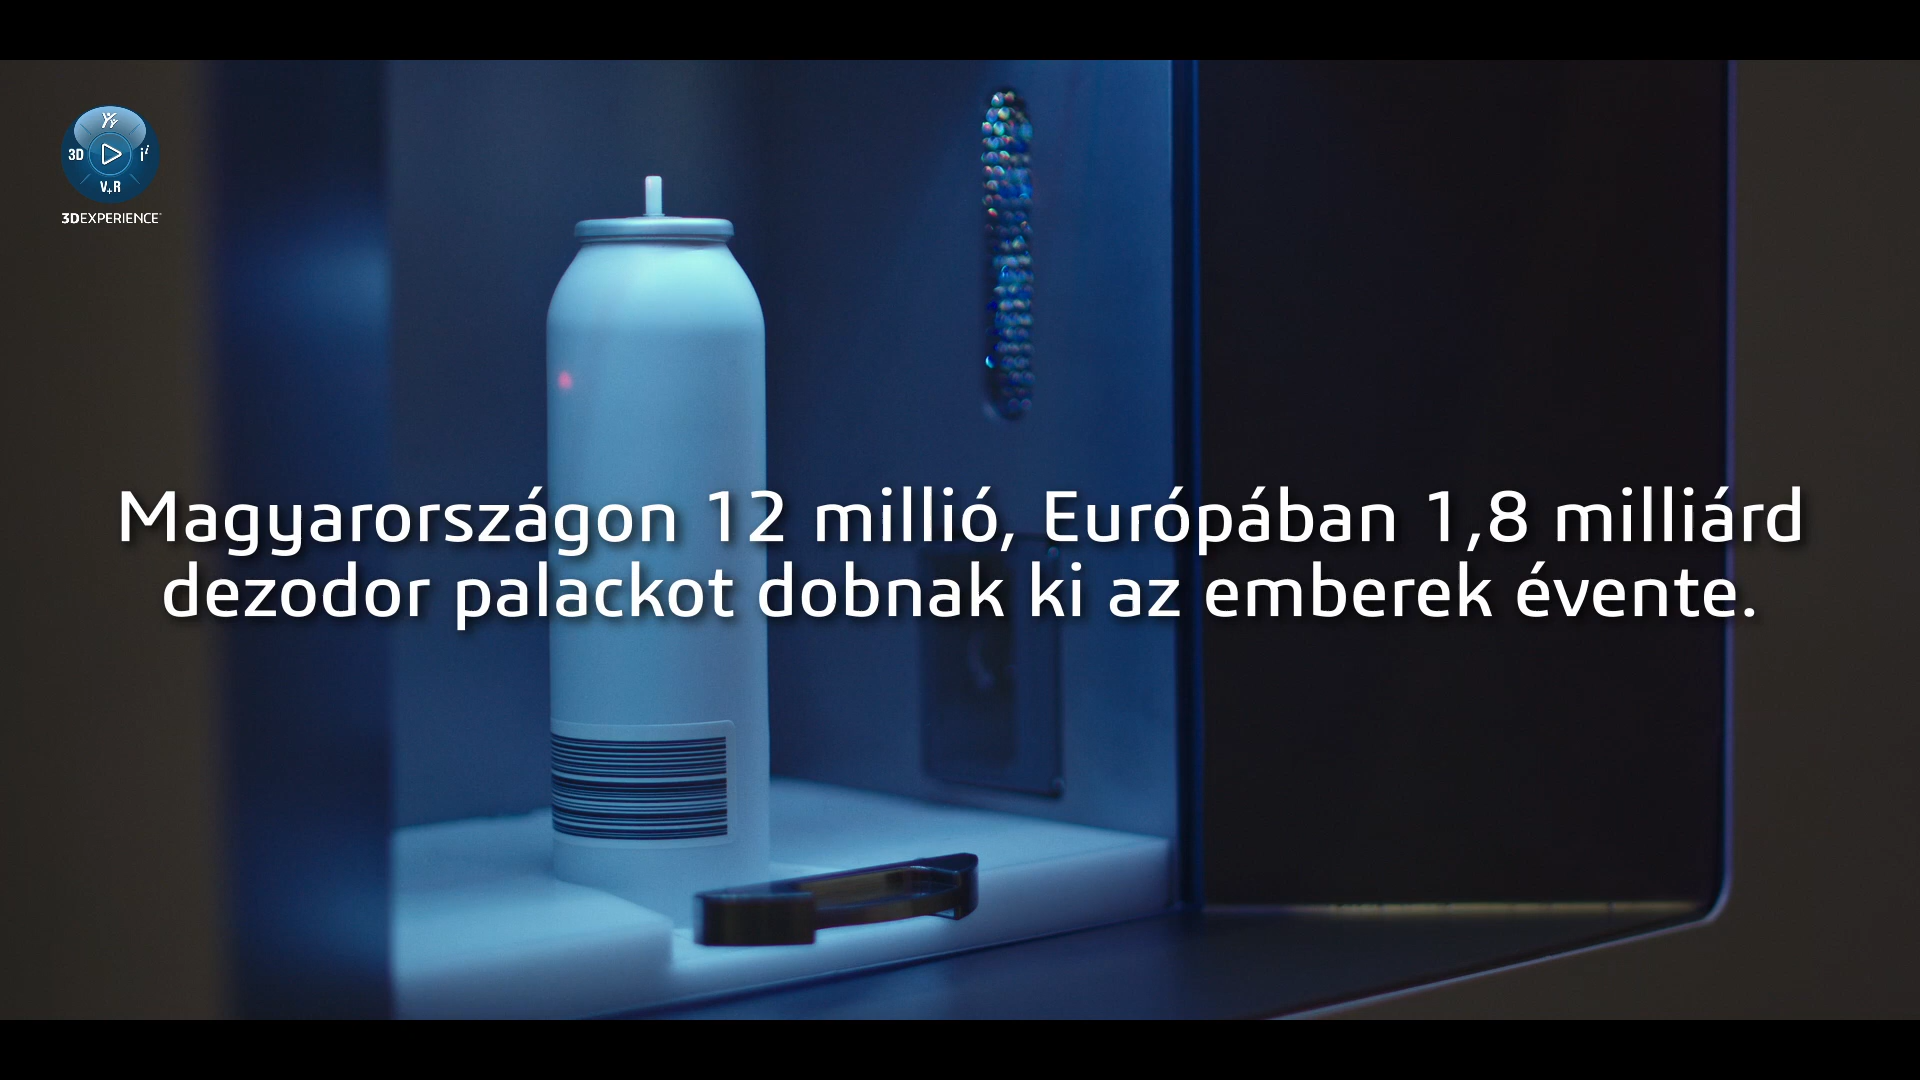 3D
V+R
3DEXPERIENCE
Magyarországon 12 millió, Európában 1,8 milliárd
dezodor palackot dobnak ki az emberek évente.